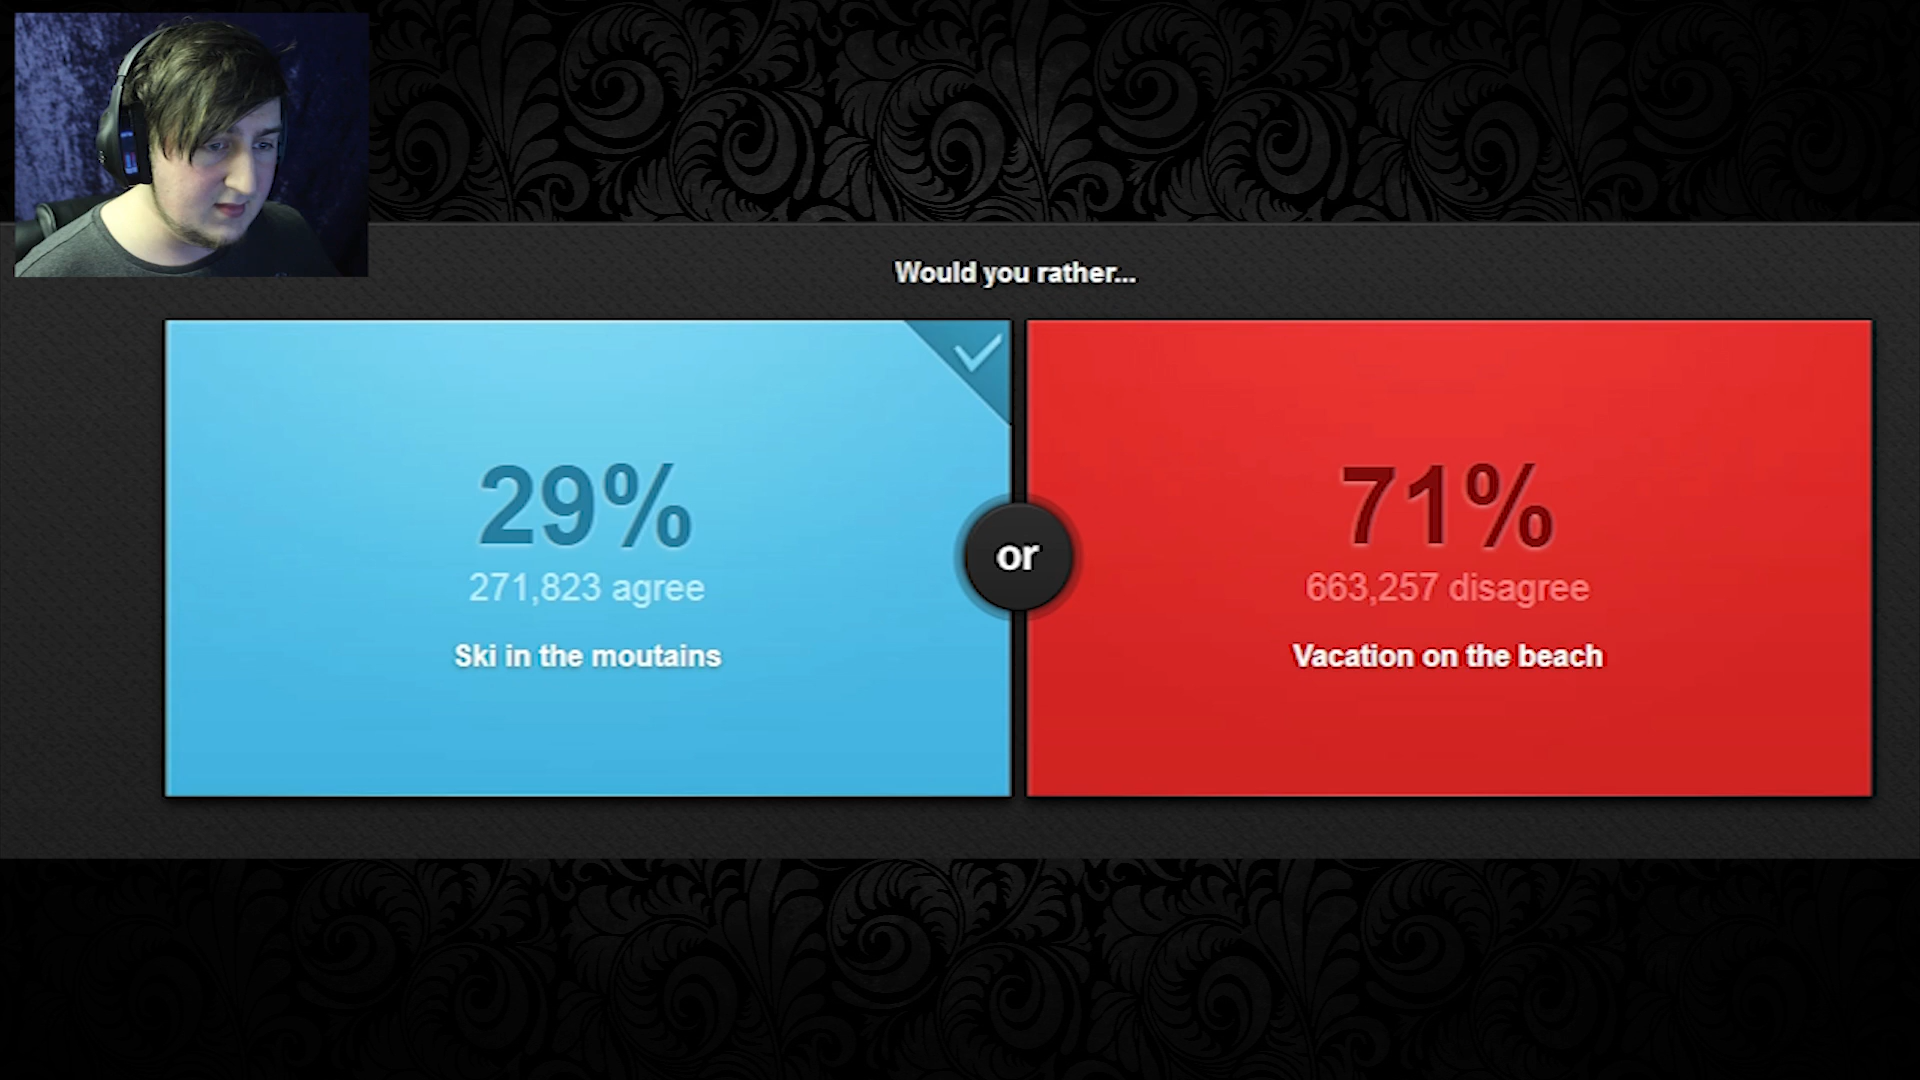 Would you rather...
29%
271,823 agree
Ski in the moutains
or
71%
663,257 disagree
Vacation on the beach